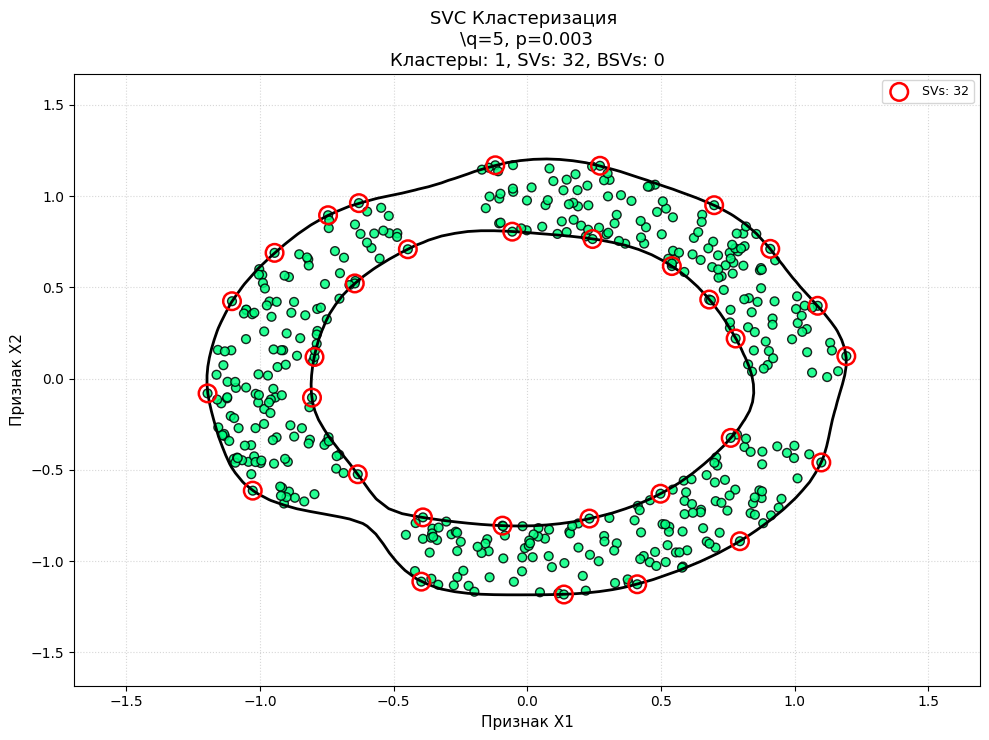 SVC Кластеризация
\q=5, p=0.003
Кластеры: 1, SVs: 32, BSVs: 0
SVs: 32
1.5
1.0
0.5
0.0
−0.5
−1.0
−1.5
Признак X2
−1.5 −1.0 −0.5 0.0 0.5 1.0 1.5
Признак X1